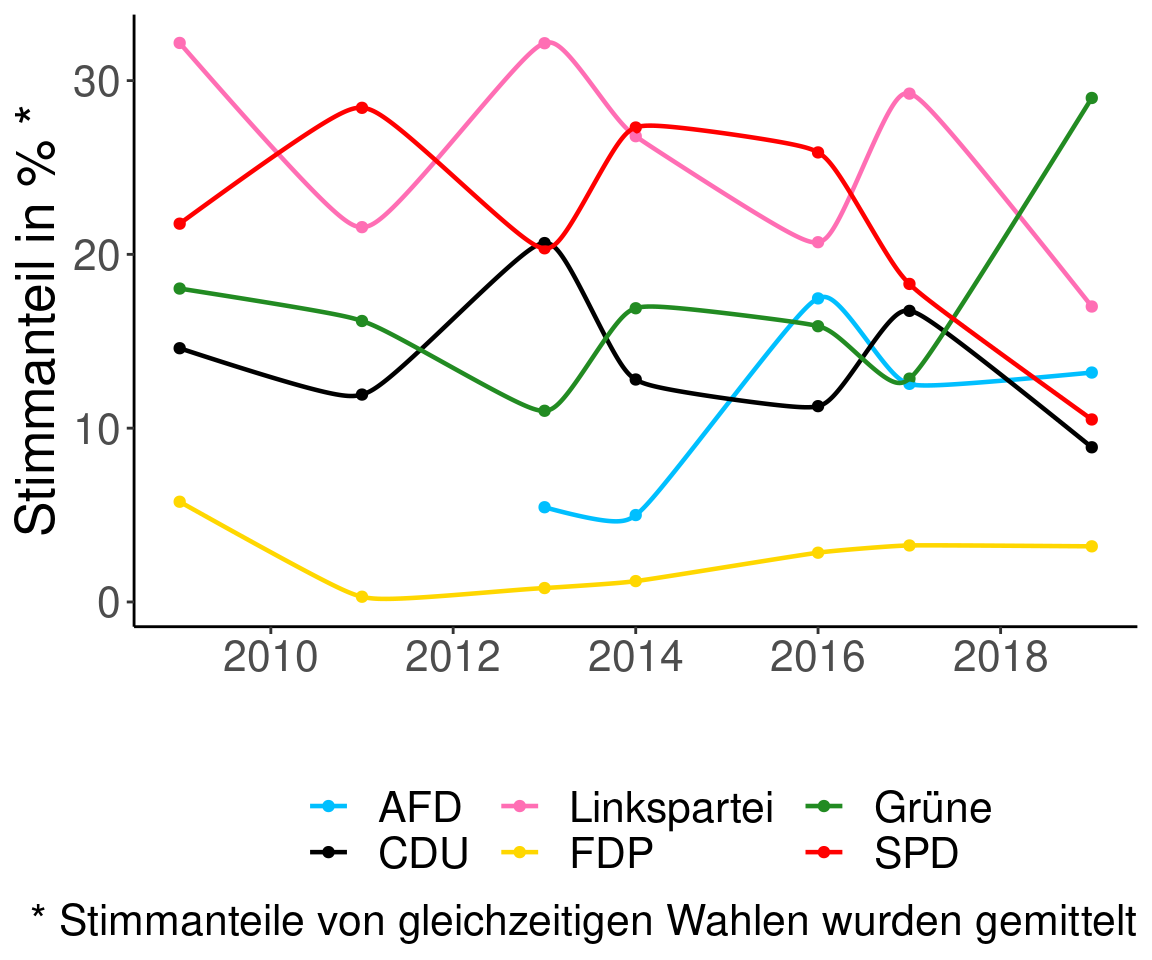 Stimmanteil in % *
30
20
10
0
2010 2012 2014 2016 2018
AFD Linkspartei Grüne
CDU FDP SPD
* Stimmanteile von gleichzeitigen Wahlen wurden gemittelt